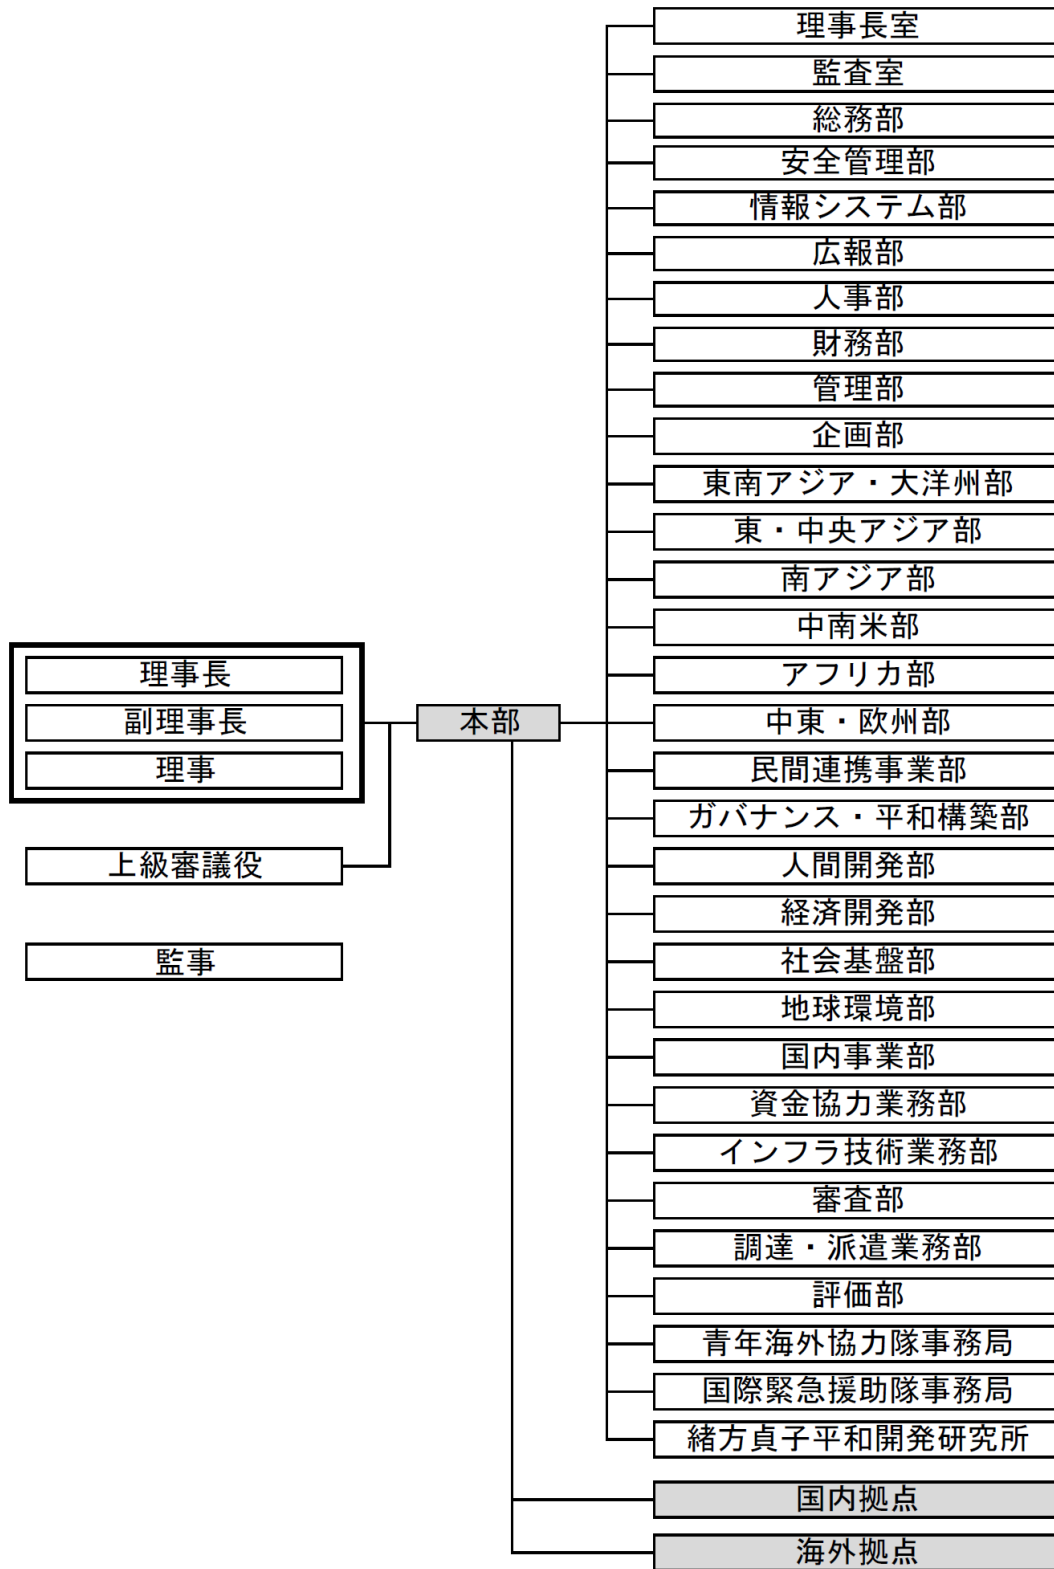 理事長
副理事長
理事
上級審議役
監事
本部
理事長室
監査室
総務部
安全管理部
情報システム部
広報部
人事部
財務部
管理部
企画部
東南アジア・大洋州部
東・中央アジア部
南アジア部
中南米部
アフリカ部
中東・欧州部
民間連携事業部
ガバナンス・平和構築部
人間開発部
経済開発部
社会基盤部
地球環境部
国内事業部
資金協力業務部
インフラ技術業務部
審査部
調達・派遣業務部
評価部
青年海外協力隊事務局
国際緊急援助隊事務局
緒方貞子平和開発研究所
国内拠点
海外拠点